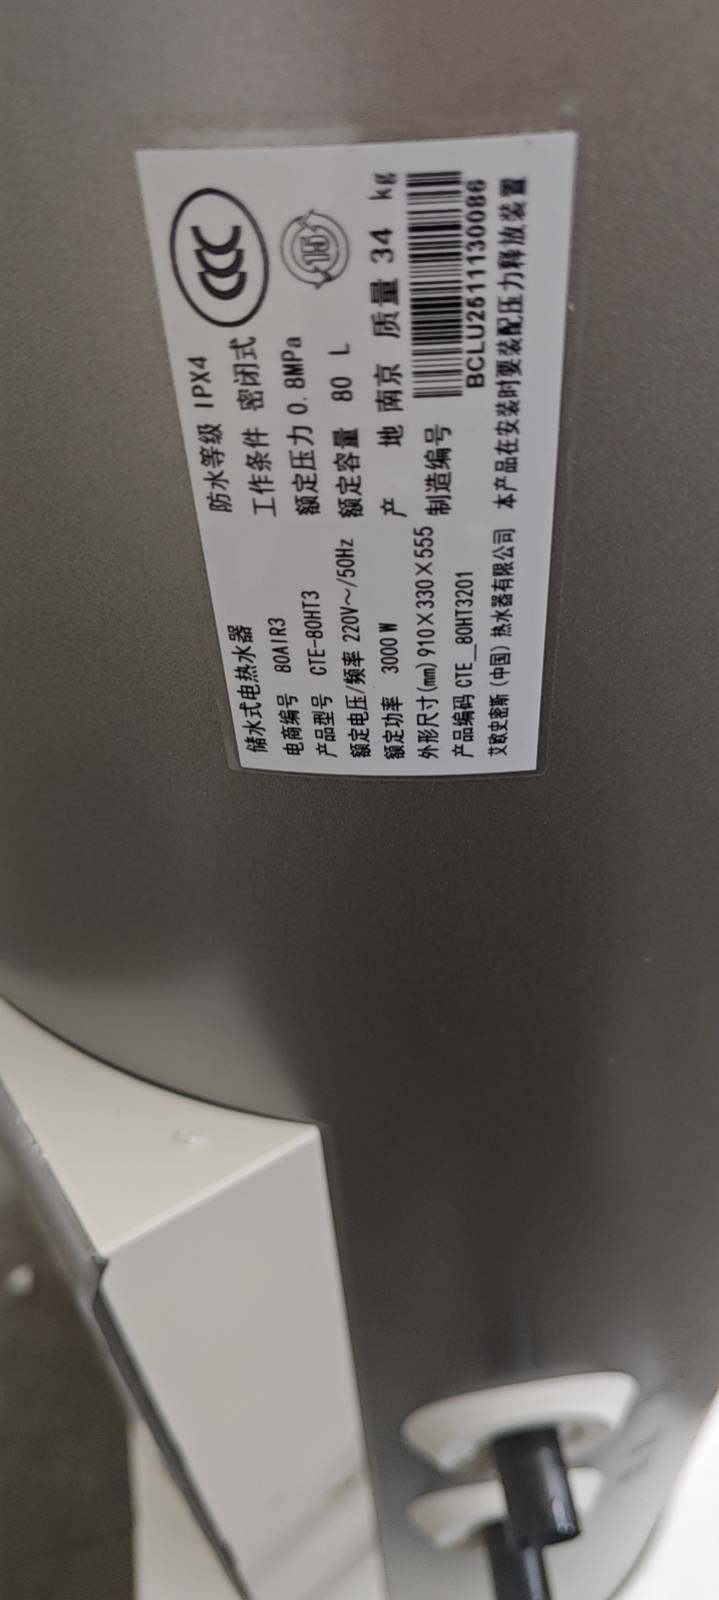 储水式电热水器
电商编号 80AIR3
产品型号 CTE-80HT3
额定电压/频率 220V～/50Hz
额定功率 3000 W
外形尺寸(mm) 910×330×555
产品编码 CTE__80HT3201
艾欧史密斯(中国)热水器有限公司
防水等级 IPX4
工作条件 密闭式
额定压力 0.8MPa
额定容量 80 L
产 地 南京 质量 34 kg
制造编号
BCLU2511130086
本产品在安装时要装配压力释放装置
CCC
15